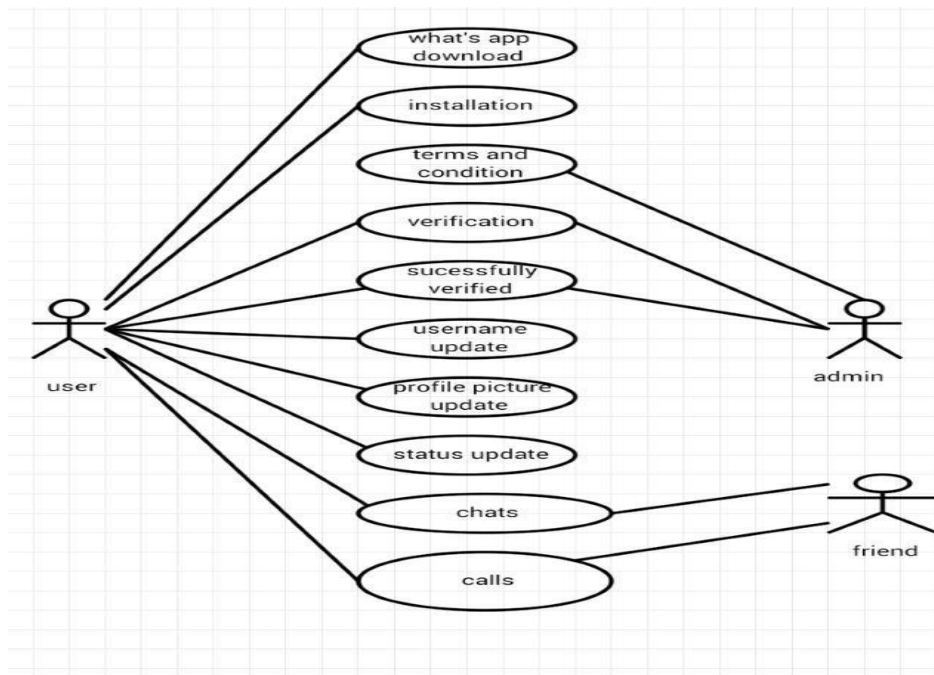 what's app
download
installation
terms and
condition
verification
sucessfully
verified
username
update
profile picture
update
status update
chats
calls
user
admin
friend